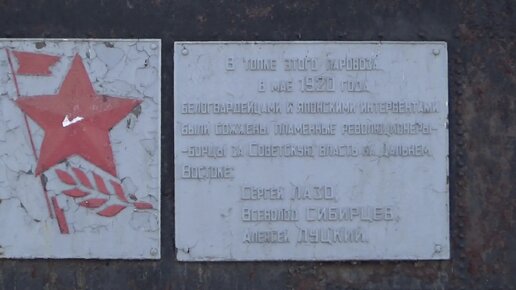 В топке этого паровоза
в мае 1920 года
белогвардейцами и японскими интервентами
были сожжены пламенные революционеры-
-борцы за Советскую власть на Дальнем
Востоке:
Сергей ЛАЗО,
Всеволод СИБИРЦЕВ,
Алексей ЛУЦКИЙ.